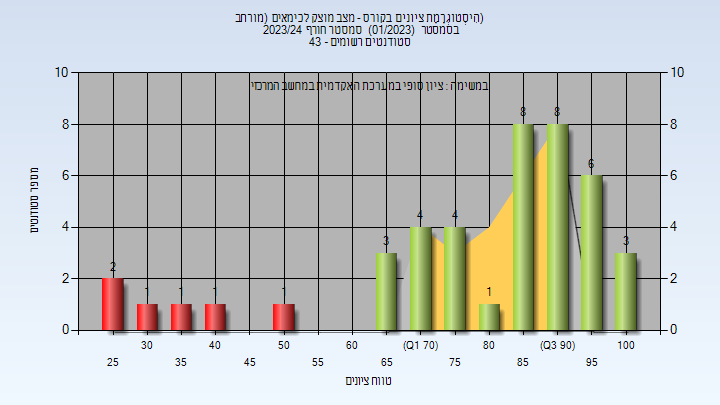 (היסטוגרמת ציונים בקורס - מצב מוצק לכימאים (מורחב
בסמסטר (01/2023) סמסטר חורף 2023/24
סטודנטים רשומים - 43
במשימה : ציון סופי במערכת האקדמית במחשב המרכזי
מספר סטודנטים
10 10
8 8
6 6
4 4
2 2
0 0
2 1 1 1 1 3 4 4 1 8 8 6 3
30 40 50 60 (Q1 70) 80 (Q3 90) 100
25 35 45 55 65 75 85 95
טווח ציונים